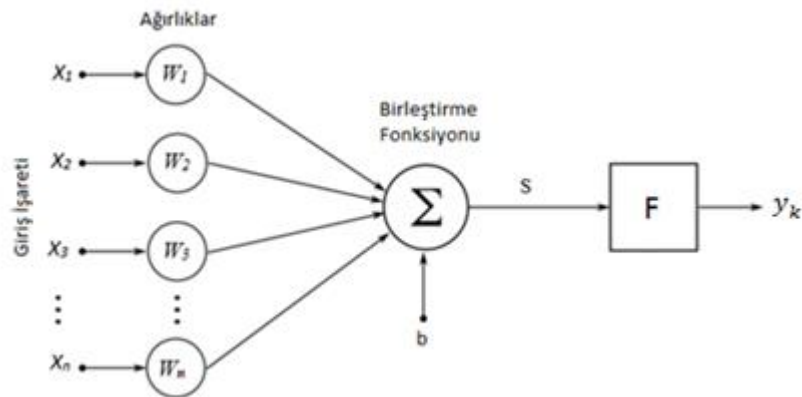 Ağırlıklar
X1 W1
X2 W2
X3 W3
Xn Wn
Giriş İşareti
Birleştirme
Fonksiyonu
Σ
b
S
F
yk